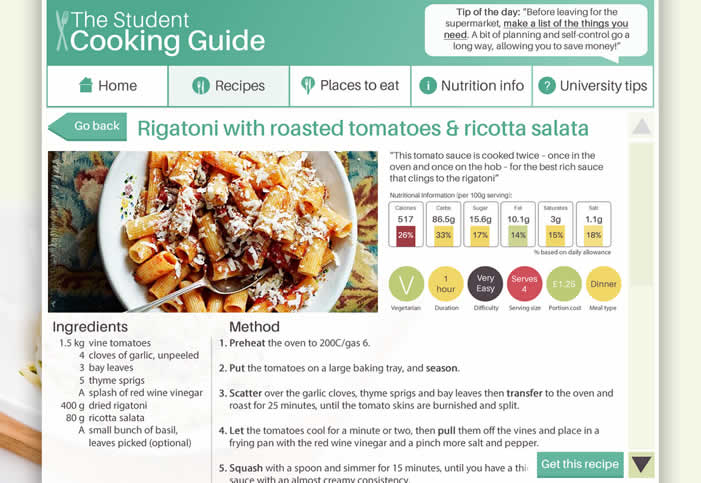 The Student
Cooking Guide
Tip of the day: "Before leaving for the
supermarket, make a list of the things you
need. A bit of planning and self-control go a
long way, allowing you to save money!"
Home
Recipes
Places to eat
i Nutrition info
? University tips
Go back
Rigatoni with roasted tomatoes & ricotta salata
"This tomato sauce is cooked twice – once in the
oven and once on the hob – for the best rich sauce
that clings to the rigatoni"
Nutritional Information (per 100g serving):
Calories Carbs Sugar Fat Saturates Salt
517 86.5g 15.6g 10.1g 3g 1.1g
26% 33% 17% 14% 15% 18%
% based on daily allowance
V
1
hour
Very
Easy
Serves
4
£1.25
Dinner
Vegetarian Duration Difficulty Serving size Portion cost Meal type
Ingredients
1.5 kg vine tomatoes
4 cloves of garlic, unpeeled
3 bay leaves
5 thyme sprigs
A splash of red wine vinegar
400 g dried rigatoni
80 g ricotta salata
A small bunch of basil,
leaves picked (optional)
Method
1. Preheat the oven to 200C/gas 6.
2. Put the tomatoes on a large baking tray, and season.
3. Scatter over the garlic cloves, thyme sprigs and bay leaves then transfer to the oven and
roast for 25 minutes, until the tomato skins are burnished and split.
4. Let the tomatoes cool for a minute or two, then pull them off the vines and place in a
frying pan with the red wine vinegar and a pinch more salt and pepper.
5. Squash with a spoon and simmer for 15 minutes, until you have a thi
sauce with an almost creamy consistency.
Get this recipe